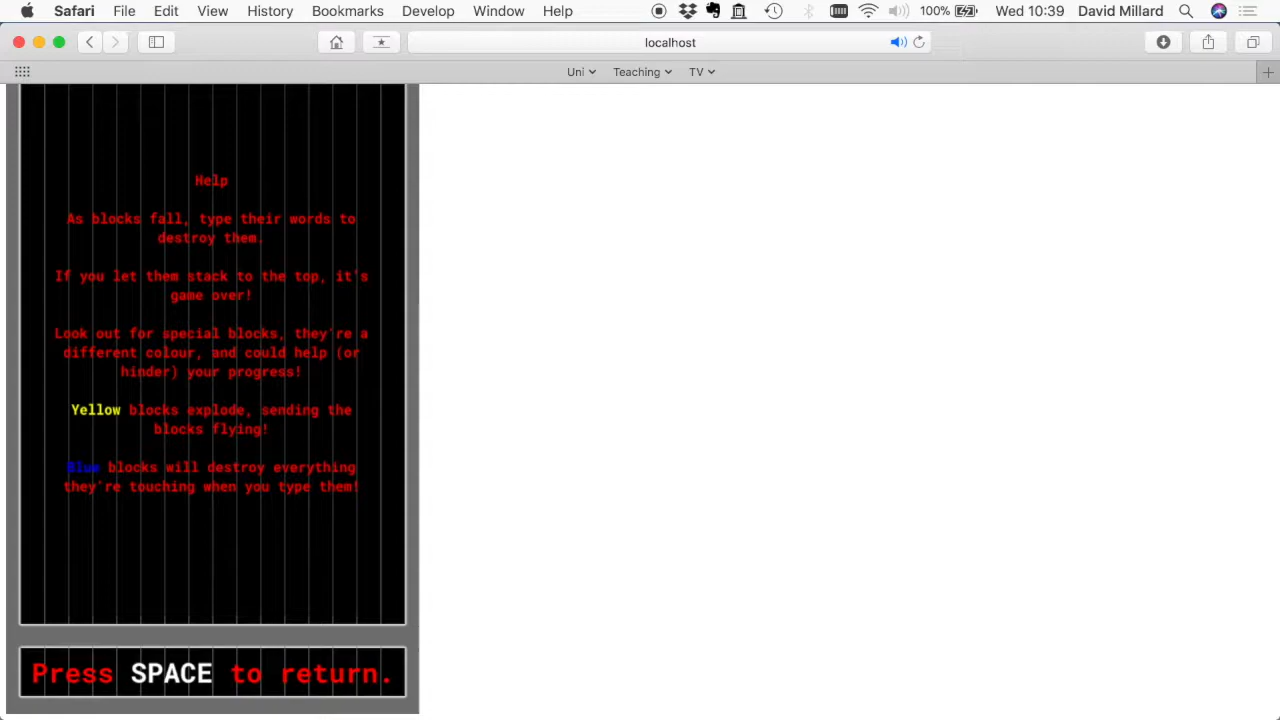 Safari File Edit View History Bookmarks Develop Window Help 100% Wed 10:39 David Millard
localhost
Uni Teaching TV
Help
As blocks fall, type their words to
destroy them.
If you let them stack to the top, it's
game over!
Look out for special blocks, they're a
different colour, and could help (or
hinder) your progress!
Yellow blocks explode, sending the
blocks flying!
Blue blocks will destroy everything
they're touching when you type them!
Press SPACE to return.